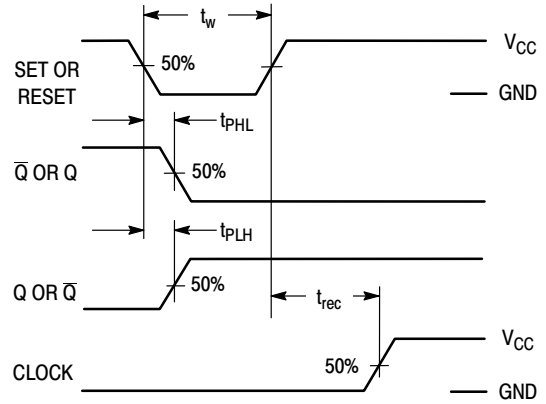 t_w
V_CC
SET OR
RESET
50%
GND
t_PHL
Q̅ OR Q
50%
t_PLH
Q OR Q̅
50%
t_rec
V_CC
50%
CLOCK
GND